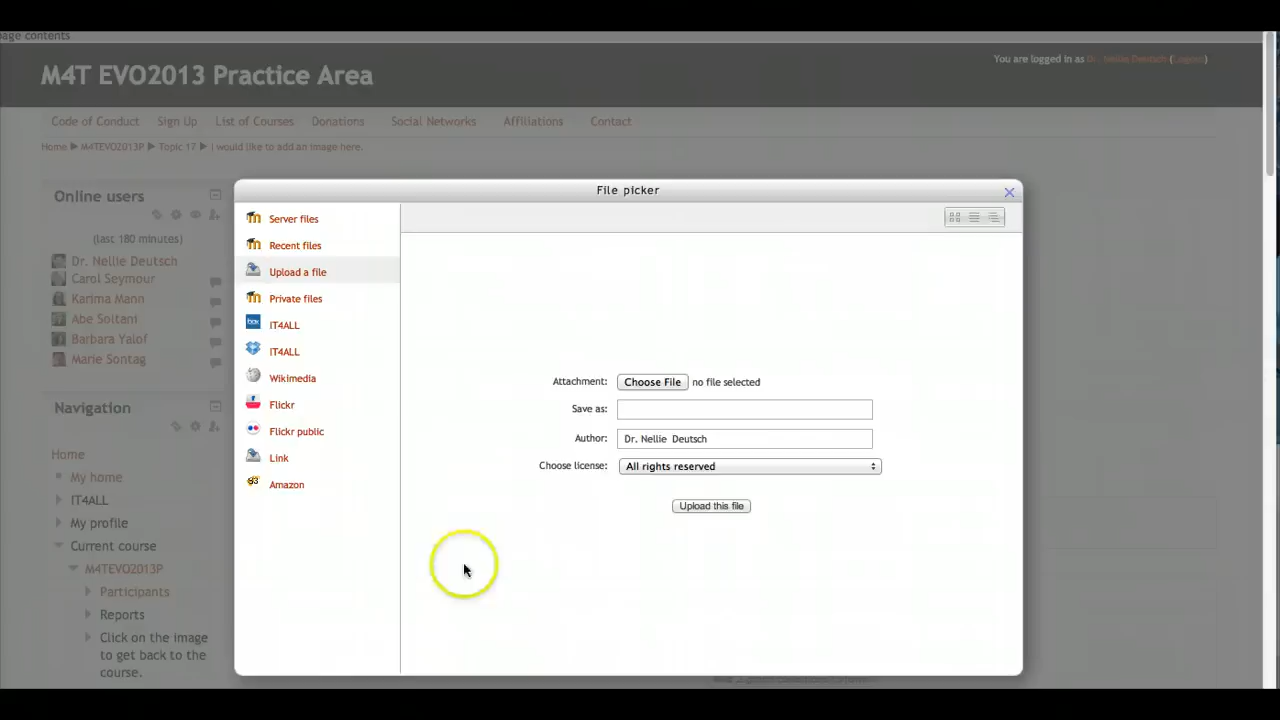 page contents
M4T EVO2013 Practice Area
You are logged in as Dr. Nellie Deutsch (Logout)
Code of Conduct Sign Up List of Courses Donations Social Networks Affiliations Contact
Home ▶ M4TEVO2013P ▶ Topic 17 ▶ I would like to add an image here.
File picker
Online users
(last 180 minutes)
Dr. Nellie Deutsch
Carol Seymour
Karima Mann
Abe Soltani
Barbara Yalof
Marie Sontag
Navigation
Home
My home
IT4ALL
My profile
Current course
M4TEVO2013P
Participants
Reports
Click on the image
to get back to the
course.
Server files
Recent files
Upload a file
Private files
box
IT4ALL
IT4ALL
Wikimedia
Flickr
Flickr public
Link
Amazon
Attachment: Choose File no file selected
Save as:
Author: Dr. Nellie Deutsch
Choose license: All rights reserved
Upload this file